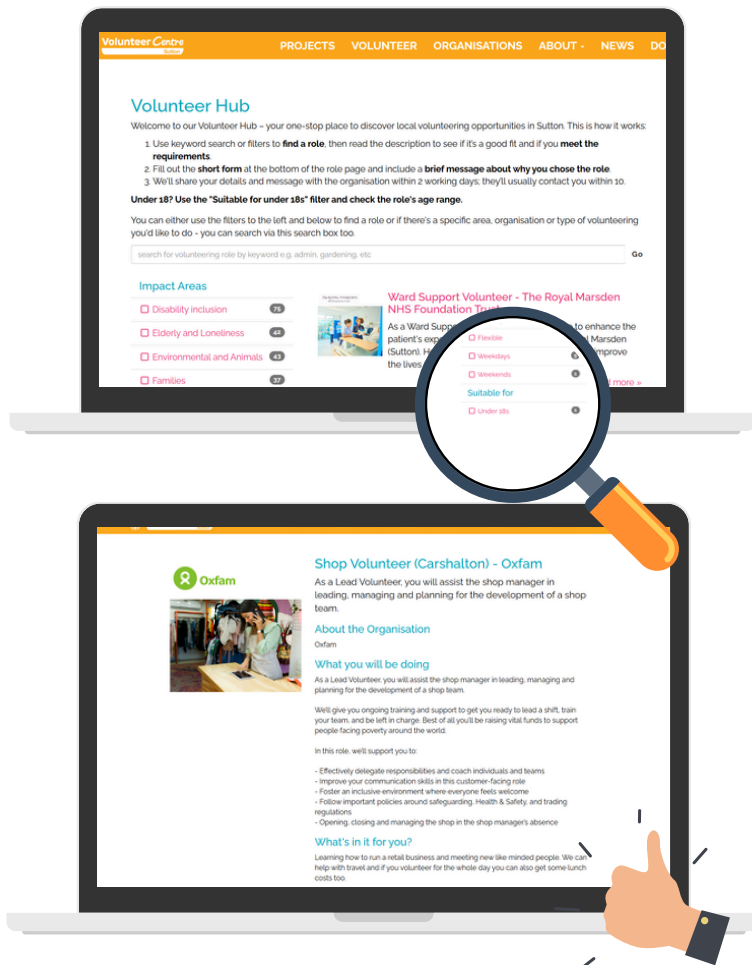 Volunteer Centre
Sutton
PROJECTS VOLUNTEER ORGANISATIONS ABOUT NEWS DO
Volunteer Hub
Welcome to our Volunteer Hub – your one-stop place to discover local volunteering opportunities in Sutton. This is how it works:
1. Use keyword search or filters to find a role, then read the description to see if it's a good fit and if you meet the
requirements.
2. Fill out the short form at the bottom of the role page and include a brief message about why you chose the role.
3. We'll share your details and message with the organisation within 2 working days; they'll usually contact you within 10.
Under 18? Use the "Suitable for under 18s" filter and check the role's age range.
You can either use the filters to the left and below to find a role or if there's a specific area, organisation or type of volunteering
you'd like to do - you can search via this search box too.
search for volunteering role by keyword e.g. admin, gardening, etc Go
Impact Areas
Disability inclusion 75
Elderly and Loneliness 42
Environmental and Animals 43
Families 37
Ward Support Volunteer - The Royal Marsden
NHS Foundation
As a Ward to enhance the
patient's Marsden
(Sutton). improve
the lives
more »
Flexible
Weekdays
Weekends
Suitable for
Under 18s
Oxfam
Shop Volunteer (Carshalton) - Oxfam
As a Lead Volunteer, you will assist the shop manager in
leading, managing and planning for the development of a shop
team.
About the Organisation
Oxfam
What you will be doing
As a Lead Volunteer, you will assist the shop manager in leading, managing and
planning for the development of a shop team.
We'll give you ongoing training and support to get you ready to lead a shift, train
your team, and be left in charge. Best of all you'll be raising vital funds to support
people facing poverty around the world.
In this role, we'll support you to:
- Effectively delegate responsibilities and coach individuals and teams
- Improve your communication skills in this customer-facing role
- Foster an inclusive environment where everyone feels welcome
- Follow important policies around safeguarding, Health & Safety, and trading
regulations
- Opening, closing and managing the shop in the shop manager's absence
What's in it for you?
Learning how to run a retail business and meeting new like minded people. We can
help with travel and if you volunteer for the whole day you can also get some lunch
costs too.